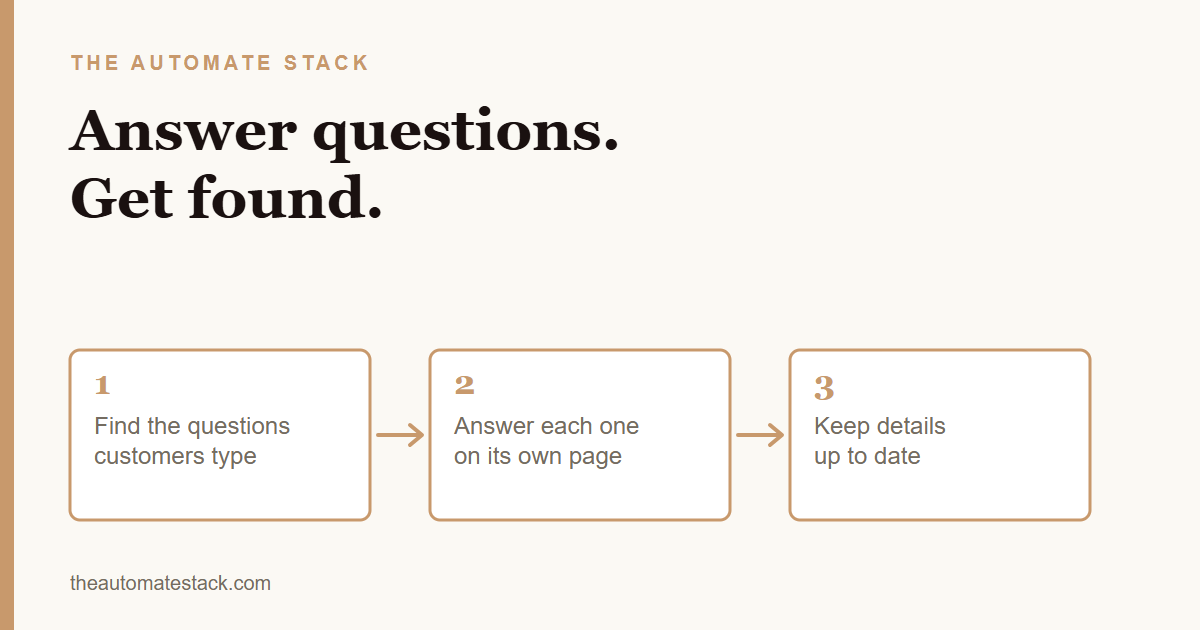 THE AUTOMATE STACK
Answer questions.
Get found.
1
Find the questions
customers type
2
Answer each one
on its own page
3
Keep details
up to date
theautomatestack.com